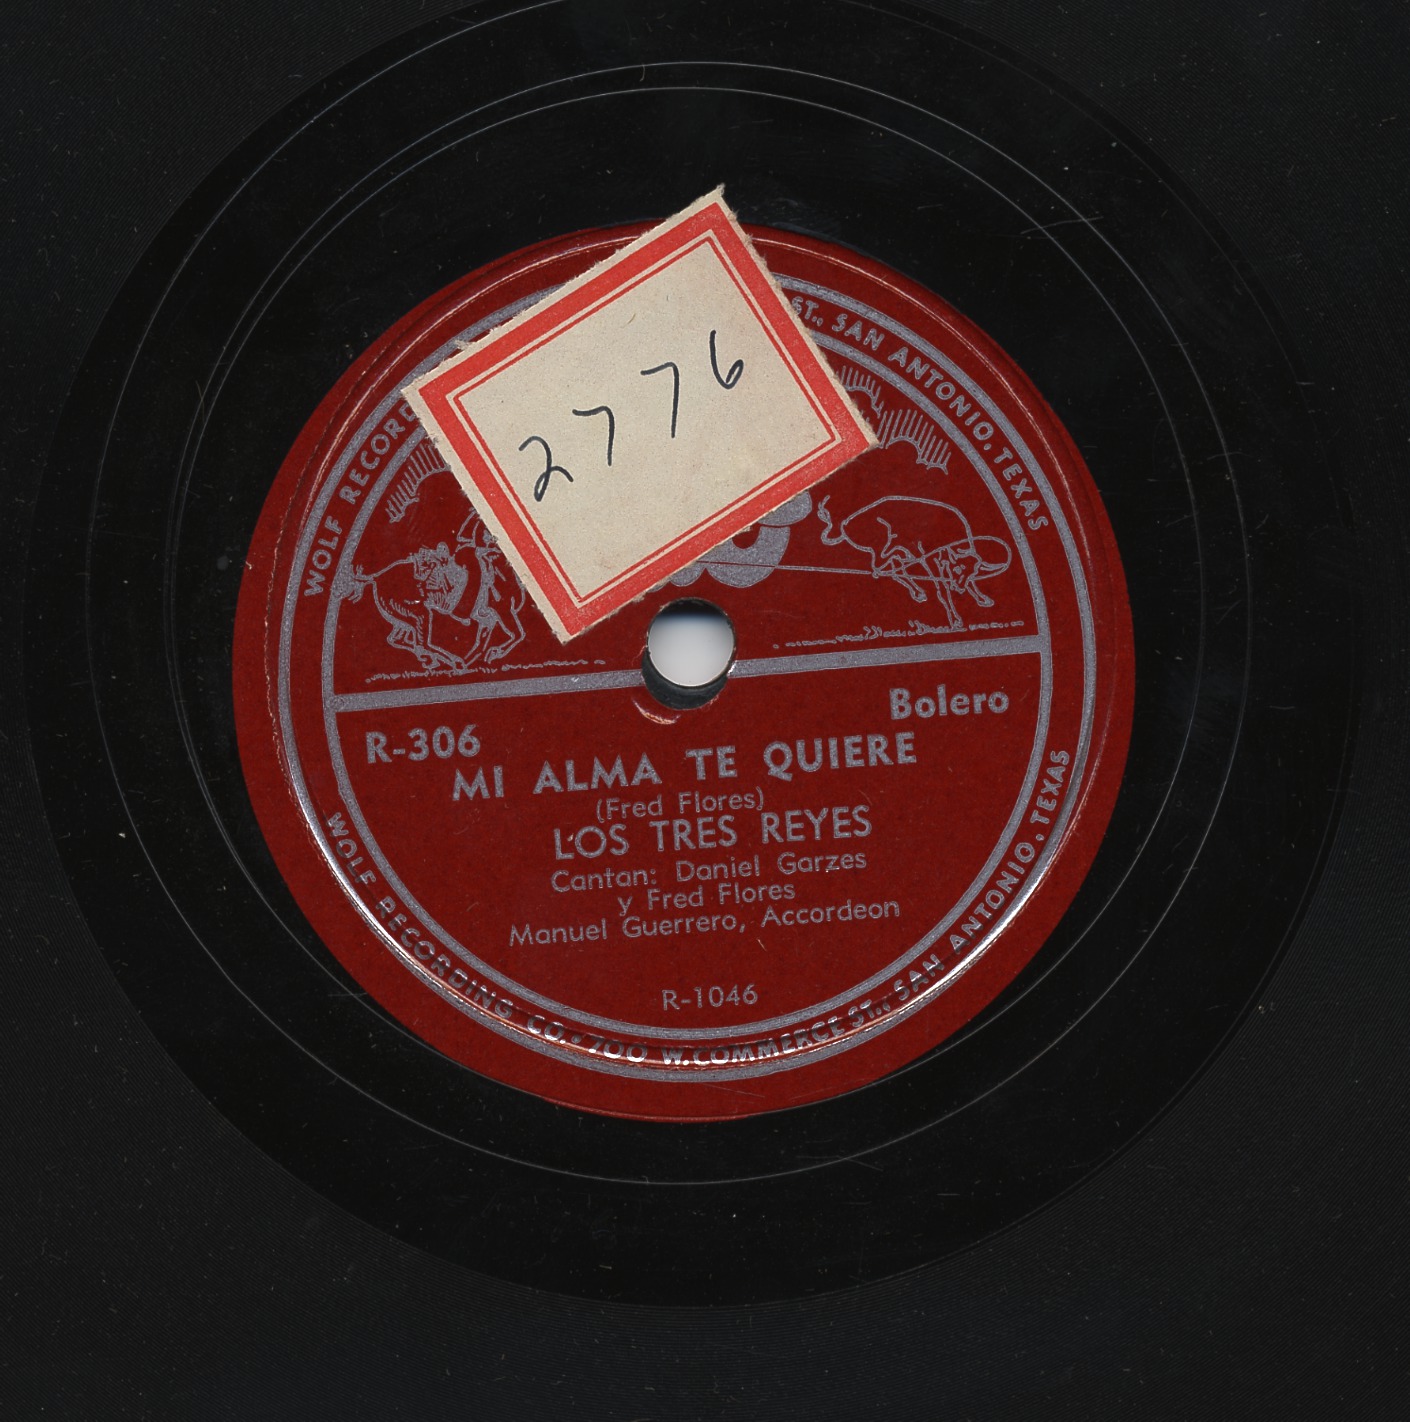 2776
WOLF RECORD
ST., SAN ANTONIO, TEXAS
R-306
Bolero
MI ALMA TE QUIERE
(Fred Flores)
LOS TRES REYES
Cantan: Daniel Garzes
y Fred Flores
Manuel Guerrero, Accordeon
R-1046
WOLF RECORDING CO. • 700 W. COMMERCE ST., SAN ANTONIO, TEXAS